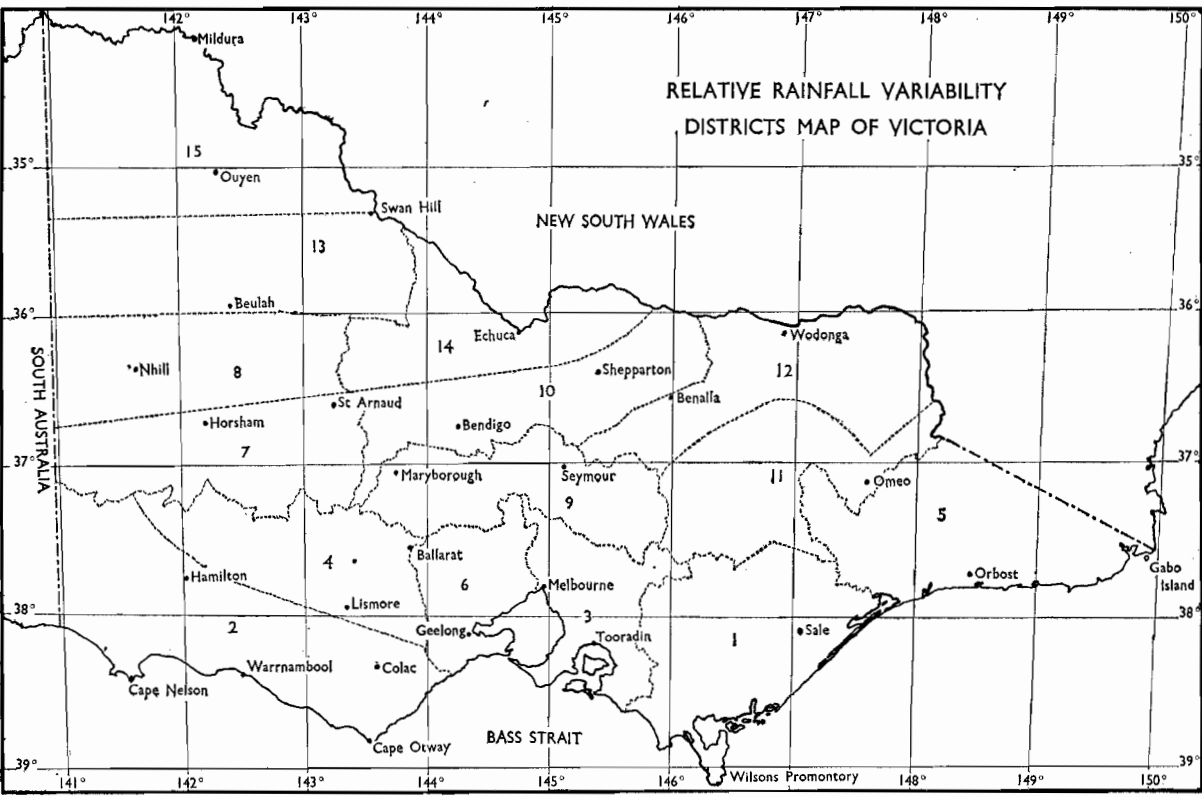 142° 143° 144° 145° 146° 147° 148° 149° 150°
Mildura
RELATIVE RAINFALL VARIABILITY
DISTRICTS MAP OF VICTORIA
15
35° 35°
Ouyen
Swan Hill
NEW SOUTH WALES
13
Beulah
36° 36°
Echuca
Wodonga
14
SOUTH AUSTRALIA
Nhill
8
Shepparton
12
10
St Arnaud
Benalla
Horsham
Bendigo
7
37° 37°
Maryborough
Seymour
11
Omeo
9
5
Ballarat
4
Gabo
Island
Hamilton
6
Melbourne
Orbost
Lismore
38° 38°
2
3
Geelong
Tooradin
1
Sale
Warrnambool
Colac
Cape Nelson
BASS STRAIT
Cape Otway
39° 39°
Wilsons Promontory
141° 142° 143° 144° 145° 146° 148° 149° 150°